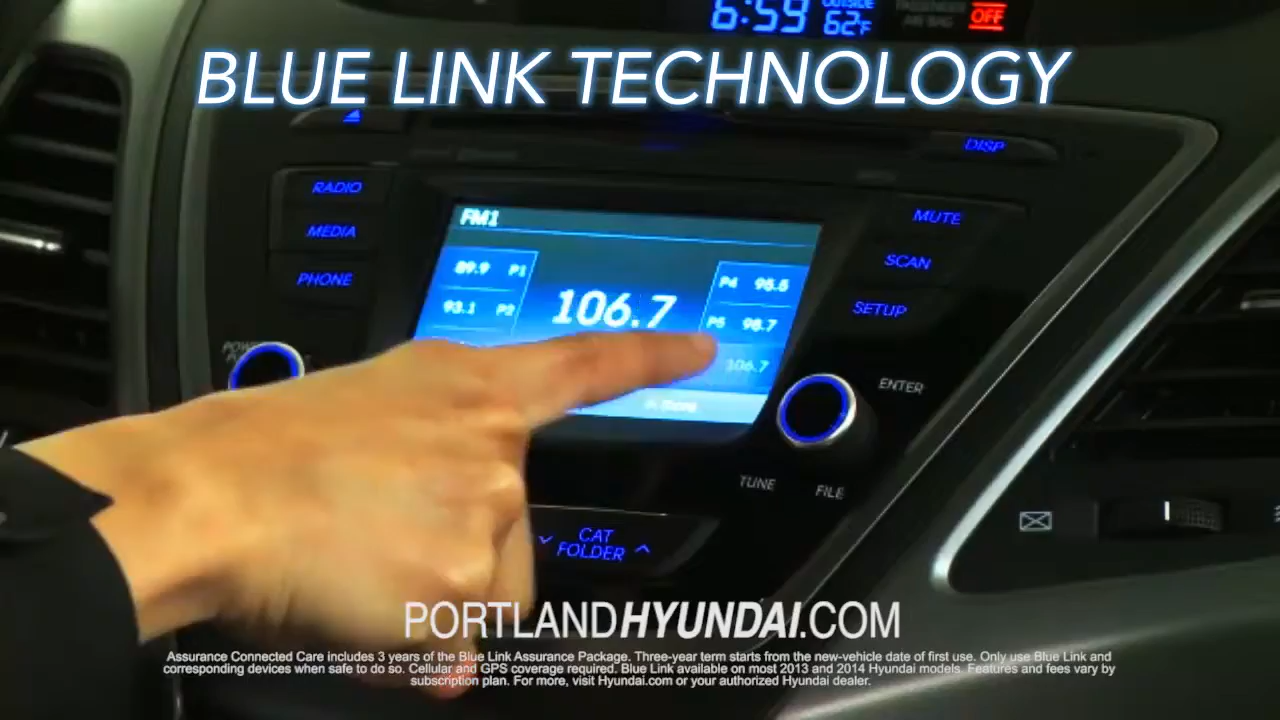 6:59
OUTSIDE
62°F
PASSENGER
AIR BAG
OFF
BLUE LINK TECHNOLOGY
DISP
RADIO
MEDIA
PHONE
MUTE
SCAN
SETUP
FM1
89.9 P1
93.1 P2
106.7
P4
P5 98.7
106.7
ENTER
TUNE
FILE
CAT
FOLDER
PORTLANDHYUNDAI.COM
Assurance Connected Care includes 3 years of the Blue Link Assurance Package. Three-year term starts from the new-vehicle date of first use. Only use Blue Link and
corresponding devices when safe to do so. Cellular and GPS coverage required. Blue Link available on most 2013 and 2014 Hyundai models. Features and fees vary by
subscription plan. For more, visit Hyundai.com or your authorized Hyundai dealer.